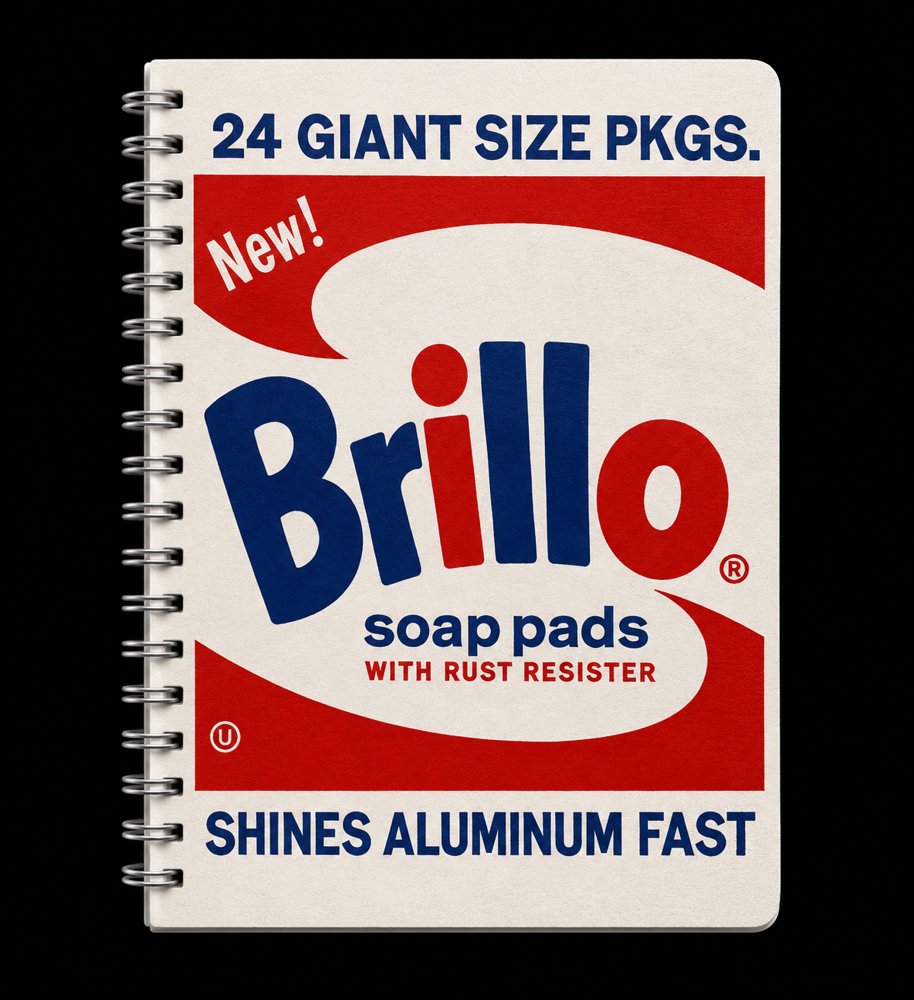 24 GIANT SIZE PKGS.
New!
Brillo®
soap pads
WITH RUST RESISTER
Ⓤ
SHINES ALUMINUM FAST